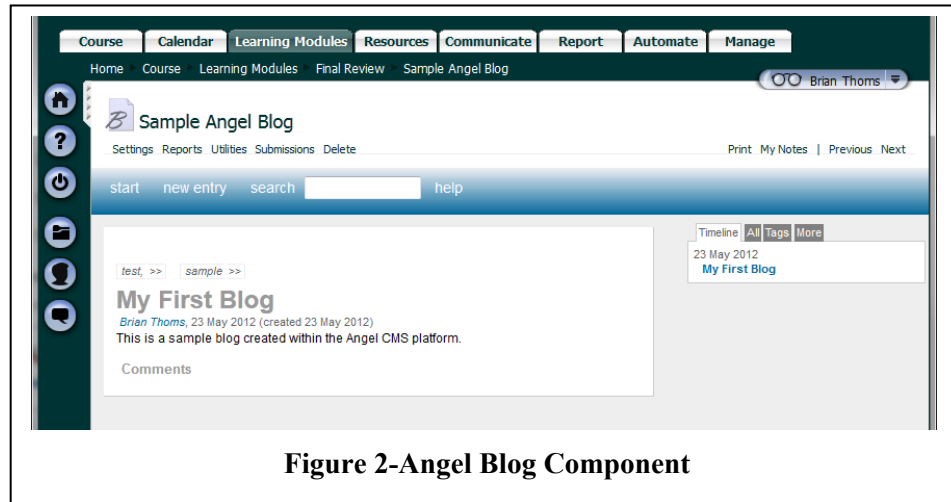 Course Calendar Learning Modules Resources Communicate Report Automate Manage
Home Course Learning Modules Final Review Sample Angel Blog
Brian Thoms
B Sample Angel Blog
Settings Reports Utilities Submissions Delete
Print My Notes | Previous Next
start new entry search help
Timeline All Tags More
23 May 2012
My First Blog
test, >> sample >>
My First Blog
Brian Thoms, 23 May 2012 (created 23 May 2012)
This is a sample blog created within the Angel CMS platform.
Comments
Figure 2-Angel Blog Component